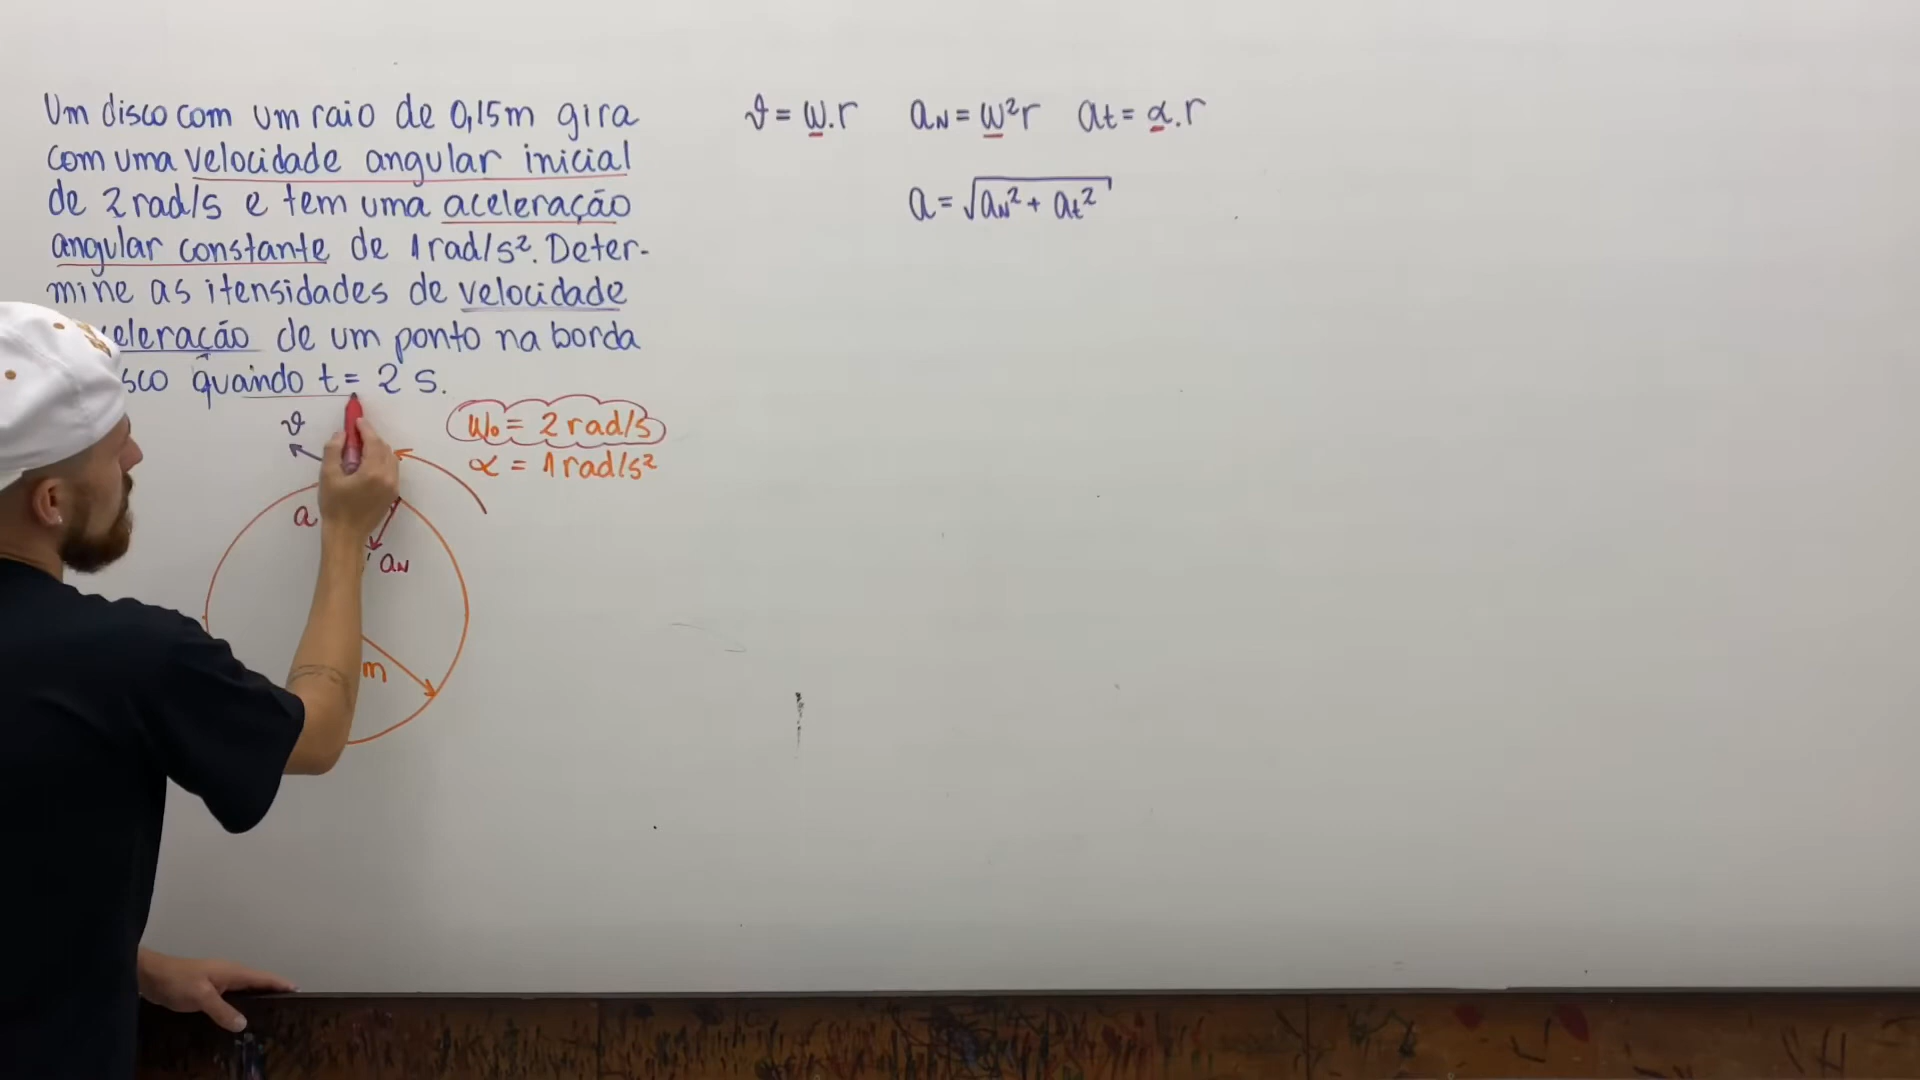 Um disco com um raio de 0,15m gira
com uma velocidade angular inicial
de 2 rad/s e tem uma aceleração
angular constante de 1 rad/s². Deter-
mine as itensidades de velocidade
celeração de um ponto na borda
sco quando t= 2 s.
ω₀ = 2 rad/s
α = 1 rad/s²
ϑ
a
aN
m
ϑ = ω.r aN = ω²r at = α.r
a = √aN² + at²